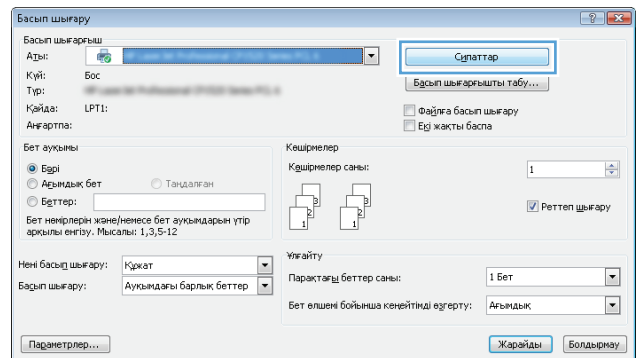 Басып шығару
Басып шығарғыш
Аты:
Сипаттар
Күй: Бос
Түр:
Басып шығарғышты табу...
Қайда: LPT1:
Файлға басып шығару
Аңғартпа:
Екі жақты баспа
Бет ауқымы
Бәрі
Ағымдық бет
Таңдалған
Беттер:
Бет нөмірлерін және/немесе бет ауқымдарын үтір
арқылы енгізу. Мысалы: 1,3,5-12
Көшірмелер
Көшірмелер саны: 1
Реттеп шығару
Нені басып шығару: Құжат
Басып шығару: Ауқымдағы барлық беттер
Ұлғайту
Парақтағы беттер саны: 1 Бет
Бет өлшемі бойынша кеңейтімді өзгерту: Ағымдық
Параметрлер...
Жарайды
Болдырмау